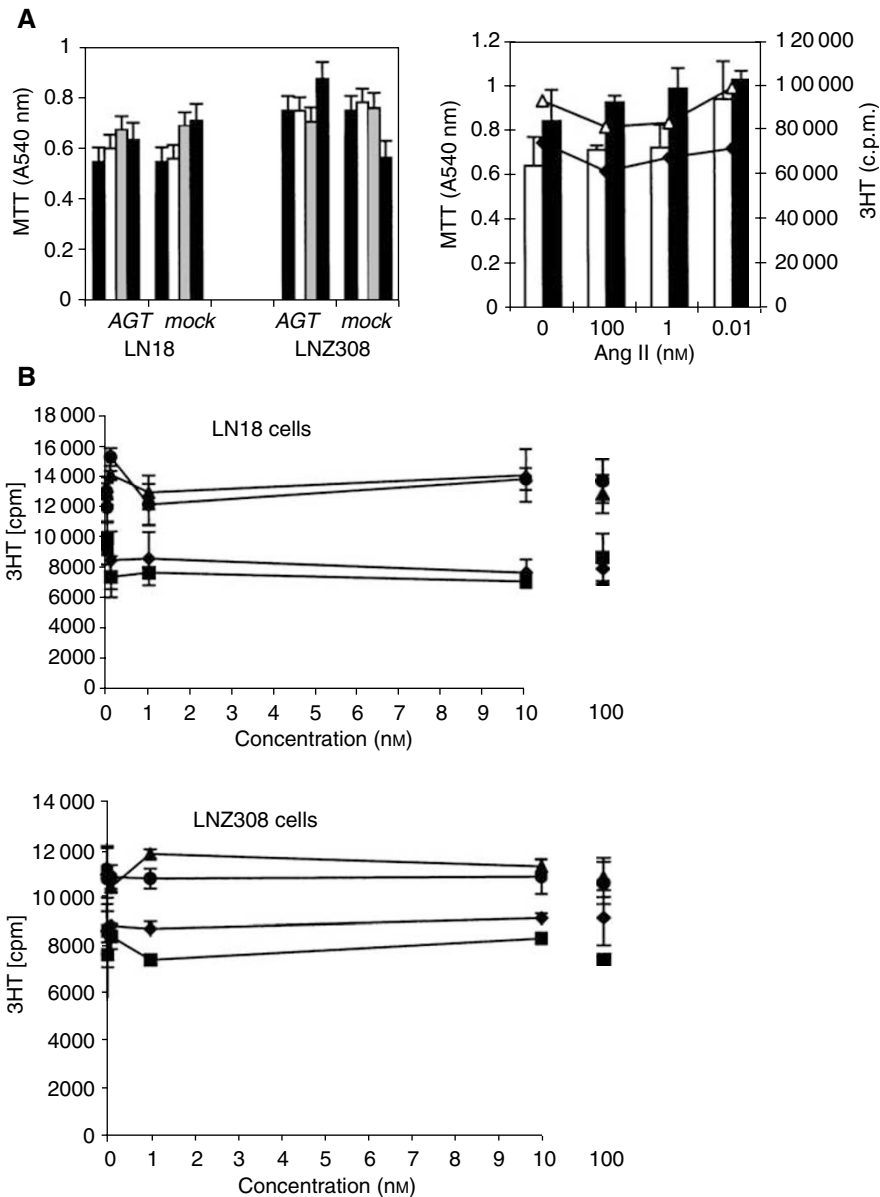 A
MTT (A540 nm)
1
0.8
0.6
0.4
0.2
0
AGT mock AGT mock
LN18 LNZ308
MTT (A540 nm)
1.2
1
0.8
0.6
0.4
0.2
0
120 000
100 000
80 000
60 000
40 000
20 000
0
3HT (c.p.m.)
0 100 1 0.01
Ang II (nM)
B
LN18 cells
3HT [cpm]
18 000
16 000
14 000
12 000
10 000
8000
6000
4000
2000
0
0 1 2 3 4 5 6 7 8 9 10 100
Concentration (nM)
LNZ308 cells
3HT [cpm]
14 000
12 000
10 000
8000
6000
4000
2000
0
0 1 2 3 4 5 6 7 8 9 10 100
Concentration (nM)